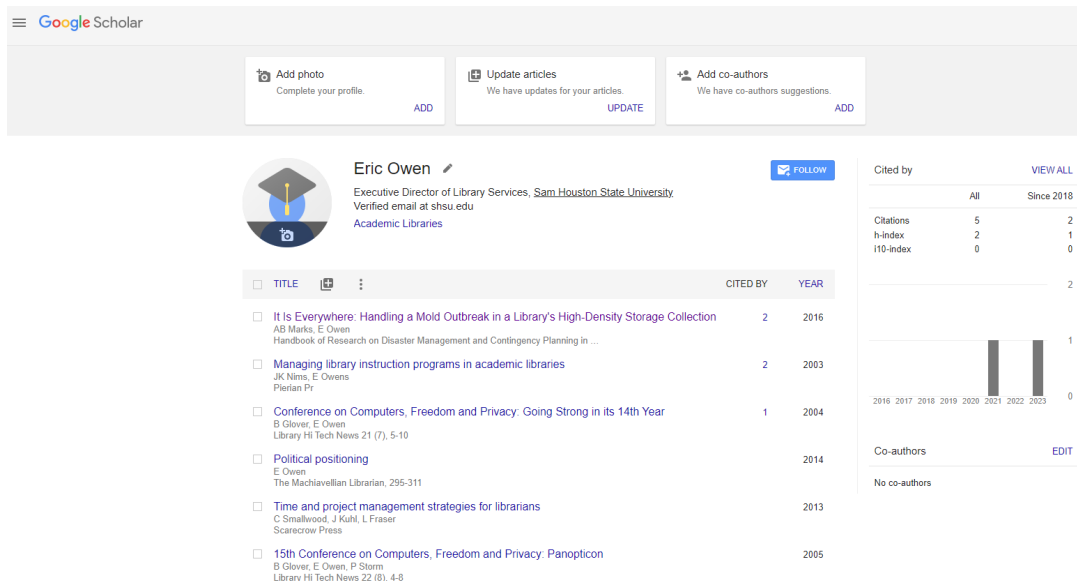 Google Scholar
Add photo
Complete your profile.
ADD
Update articles
We have updates for your articles.
UPDATE
Add co-authors
We have co-authors suggestions.
ADD
Eric Owen
FOLLOW
Executive Director of Library Services, Sam Houston State University
Verified email at shsu.edu
Academic Libraries
TITLE CITED BY YEAR
It Is Everywhere: Handling a Mold Outbreak in a Library's High-Density Storage Collection 2 2016
AB Marks, E Owen
Handbook of Research on Disaster Management and Contingency Planning in ...
Managing library instruction programs in academic libraries 2 2003
JK Nims, E Owens
Pierian Pr
Conference on Computers, Freedom and Privacy: Going Strong in its 14th Year 1 2004
B Glover, E Owen
Library Hi Tech News 21 (7), 5-10
Political positioning 2014
E Owen
The Machiavellian Librarian, 295-311
Time and project management strategies for librarians 2013
C Smallwood, J Kuhl, L Fraser
Scarecrow Press
15th Conference on Computers, Freedom and Privacy: Panopticon 2005
B Glover, E Owen, P Storm
Library Hi Tech News 22 (8), 4-8
Cited by VIEW ALL
All Since 2018
Citations 5 2
h-index 2 1
i10-index 0 0
2
1
0
2016 2017 2018 2019 2020 2021 2022 2023
Co-authors EDIT
No co-authors